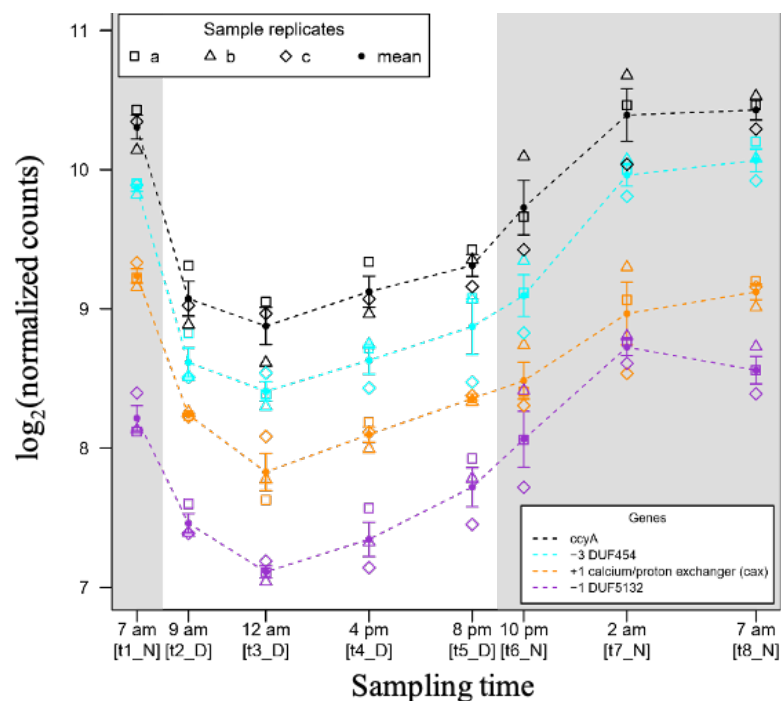 Sample replicates
a b c mean
log2(normalized counts)
11
10
9
8
7
Genes
ccyA
−3 DUF454
+1 calcium/proton exchanger (cax)
−1 DUF5132
7 am 9 am 12 am 4 pm 8 pm 10 pm 2 am 7 am
[t1_N] [t2_D] [t3_D] [t4_D] [t5_D] [t6_N] [t7_N] [t8_N]
Sampling time